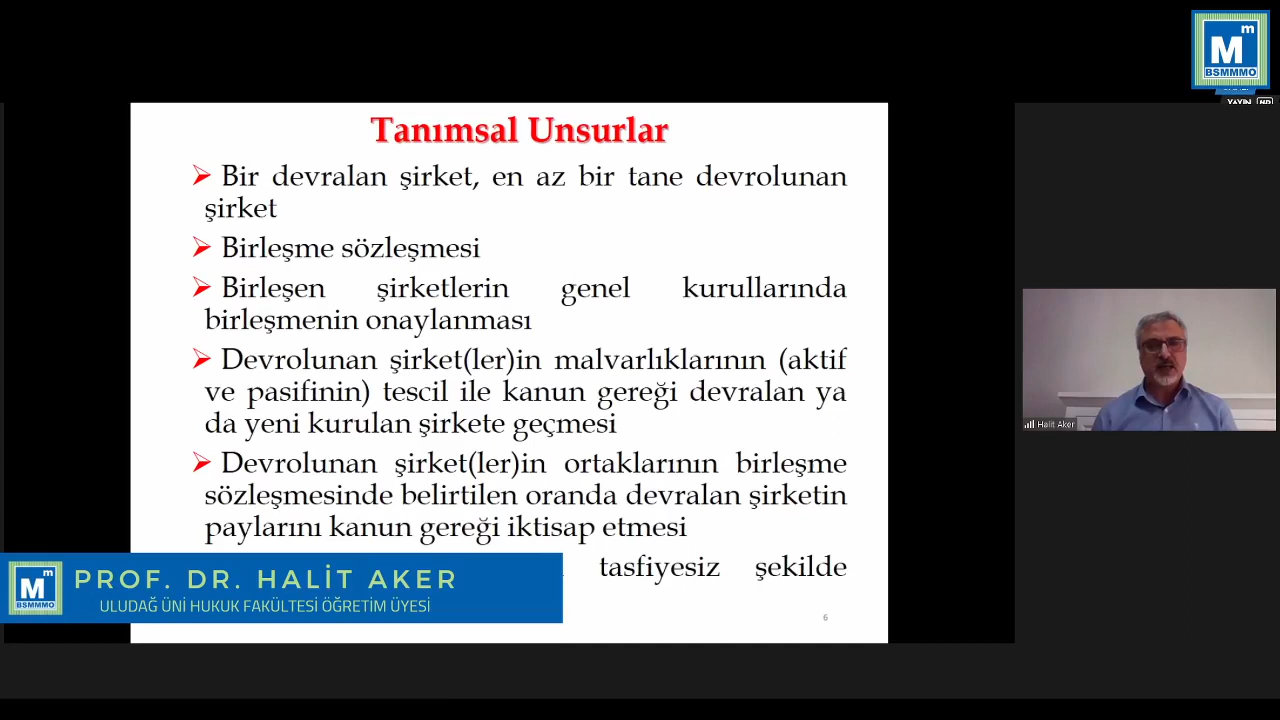 m
M
BSMMMO
YAYIN HD
Tanımsal Unsurlar
➢ Bir devralan şirket, en az bir tane devrolunan
şirket
➢ Birleşme sözleşmesi
➢ Birleşen şirketlerin genel kurullarında
birleşmenin onaylanması
➢ Devrolunan şirket(ler)in malvarlıklarının (aktif
ve pasifinin) tescil ile kanun gereği devralan ya
da yeni kurulan şirkete geçmesi
➢ Devrolunan şirket(ler)in ortaklarının birleşme
sözleşmesinde belirtilen oranda devralan şirketin
paylarını kanun gereği iktisap etmesi
tasfiyesiz şekilde
6
Halit Aker
m
M
BSMMMO
PROF. DR. HALİT AKER
ULUDAĞ ÜNİ HUKUK FAKÜLTESİ ÖĞRETİM ÜYESİ